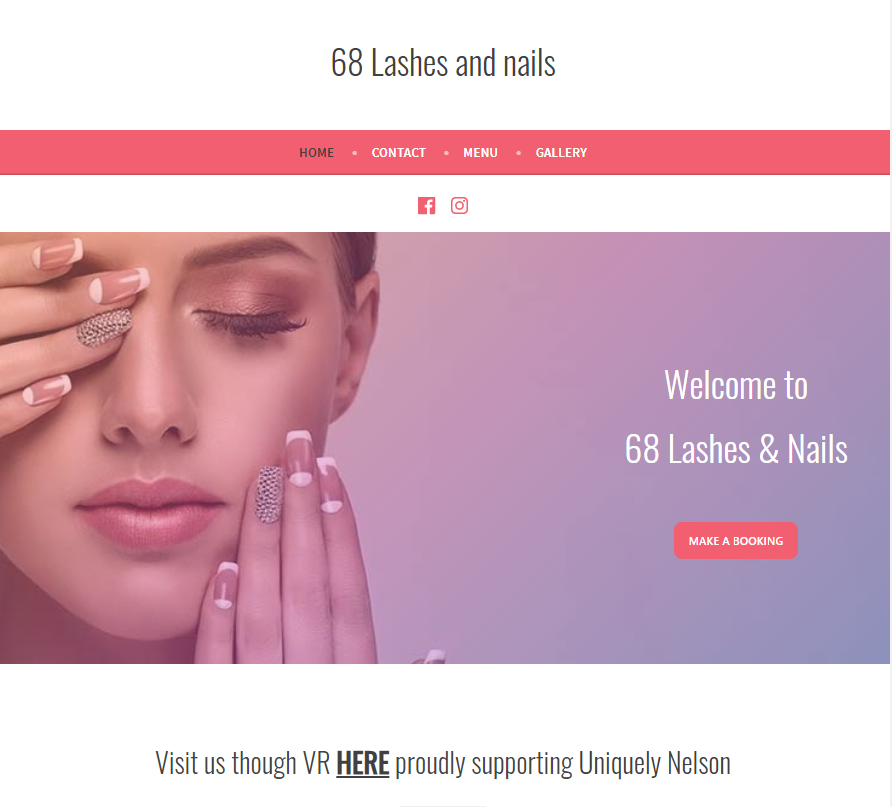 68 Lashes and nails
HOME • CONTACT • MENU • GALLERY
Welcome to
68 Lashes & Nails
MAKE A BOOKING
Visit us though VR HERE proudly supporting Uniquely Nelson